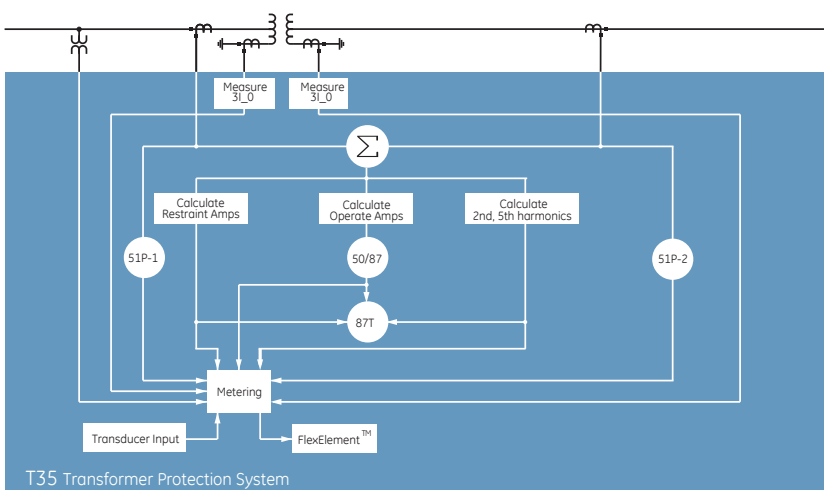 Measure
3I_0
Measure
3I_0
Σ
Calculate
Restraint Amps
Calculate
Operate Amps
Calculate
2nd, 5th harmonics
51P-1
50/87
51P-2
87T
Metering
Transducer Input
FlexElement™
T35 Transformer Protection System